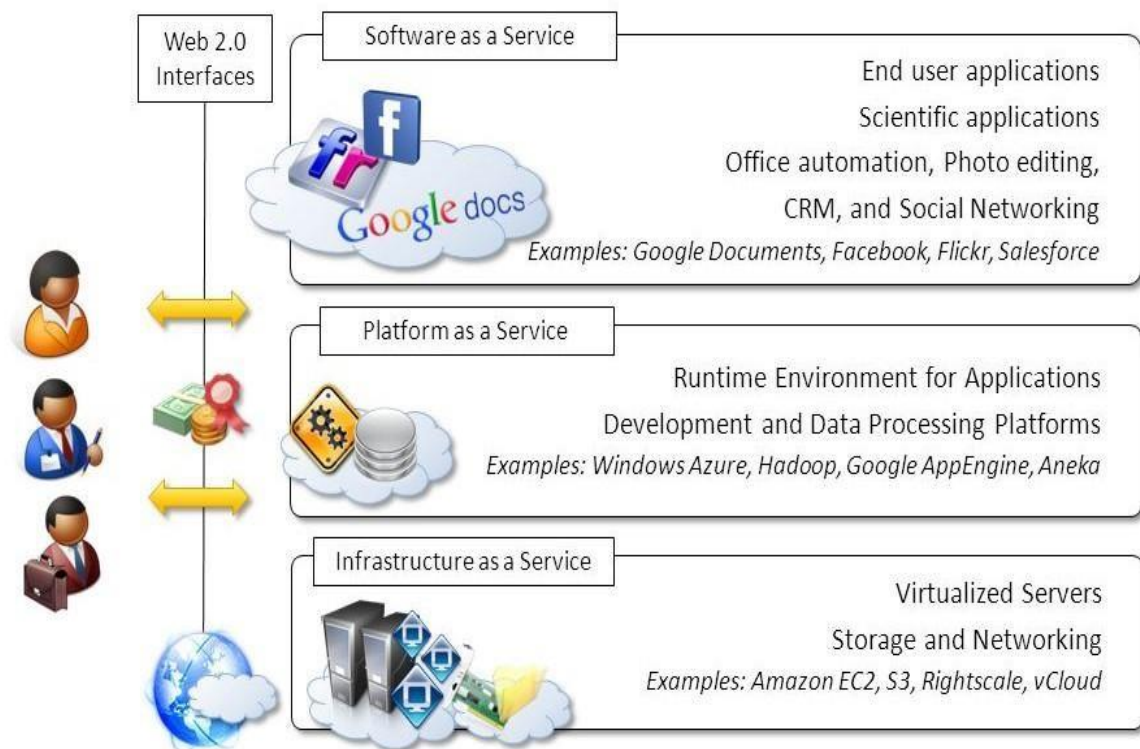 Web 2.0
Interfaces
Software as a Service
End user applications
Scientific applications
Office automation, Photo editing,
CRM, and Social Networking
Examples: Google Documents, Facebook, Flickr, Salesforce
f
fr
Google docs
Platform as a Service
Runtime Environment for Applications
Development and Data Processing Platforms
Examples: Windows Azure, Hadoop, Google AppEngine, Aneka
Infrastructure as a Service
Virtualized Servers
Storage and Networking
Examples: Amazon EC2, S3, Rightscale, vCloud